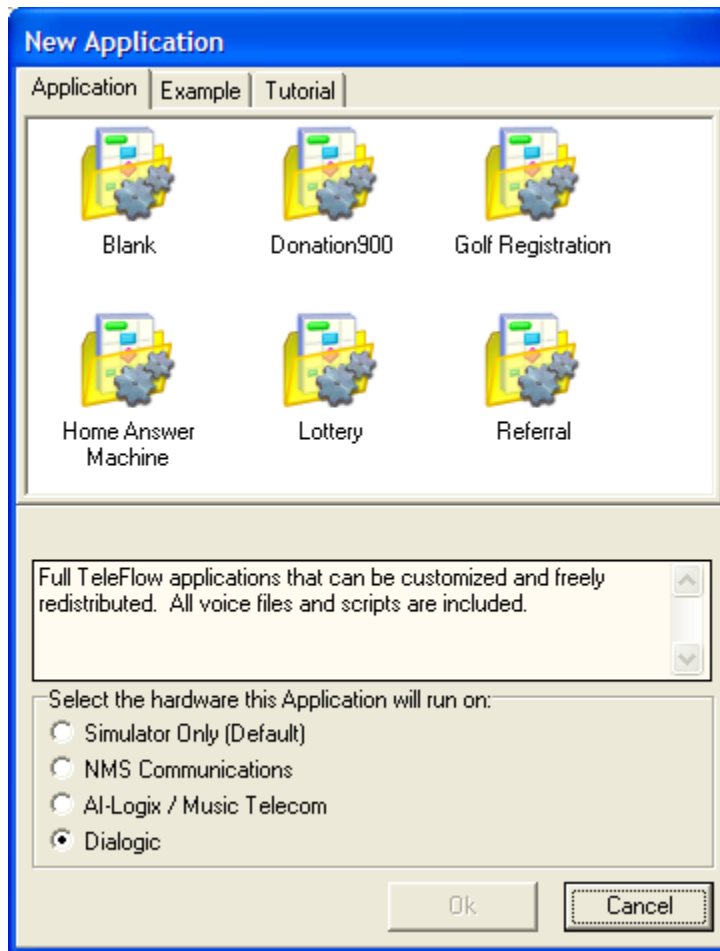 New Application
Application Example Tutorial
Blank Donation900 Golf Registration
Home Answer Lottery Referral
Machine
Full TeleFlow applications that can be customized and freely
redistributed. All voice files and scripts are included.
Select the hardware this Application will run on:
Simulator Only (Default)
NMS Communications
AI-Logix / Music Telecom
Dialogic
Ok Cancel